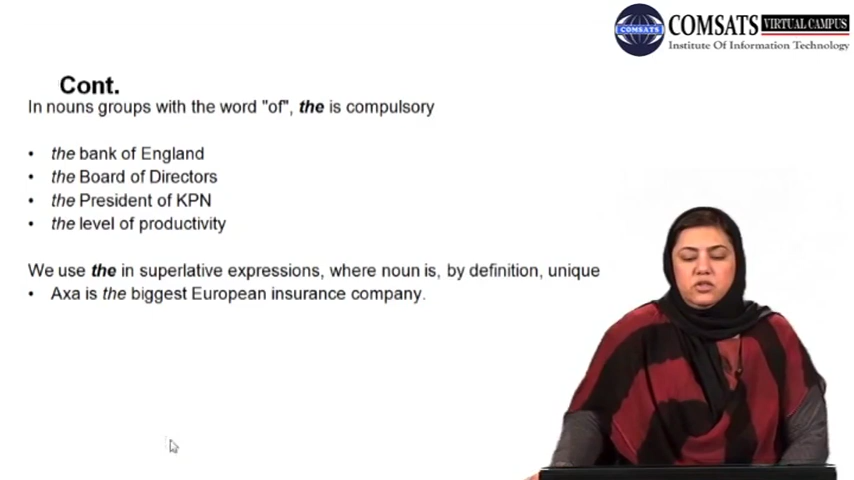 COMSATS VIRTUAL CAMPUS
COMSATS
Institute Of Information Technology
Cont.
In nouns groups with the word "of", the is compulsory
• the bank of England
• the Board of Directors
• the President of KPN
• the level of productivity
We use the in superlative expressions, where noun is, by definition, unique
• Axa is the biggest European insurance company.